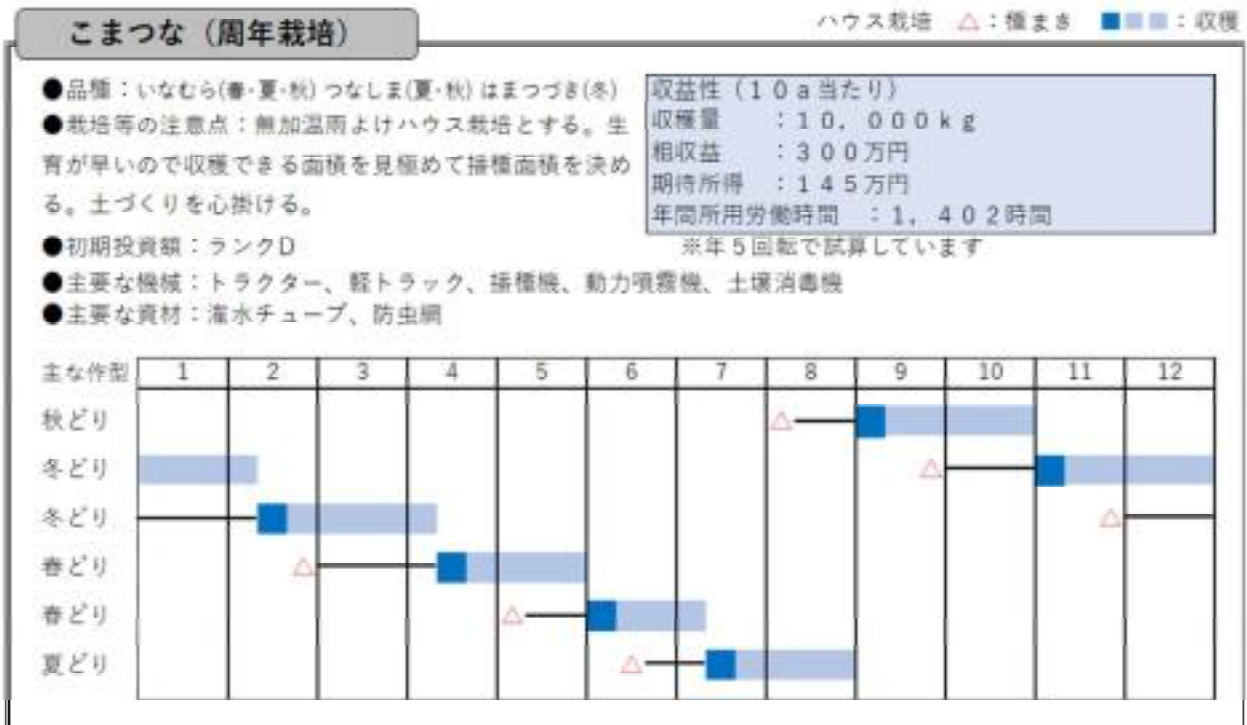 こまつな（周年栽培）
ハウス栽培　△：種まき　：収穫
●品種：いなむら(春・夏・秋) つなしま(夏・秋) はまつづき(冬)
●栽培等の注意点：無加温雨よけハウス栽培とする。生
育が早いので収穫できる面積を見極めて播種面積を決め
る。土づくりを心掛ける。
収益性（１０ａ当たり）
収穫量　：１０，０００ｋｇ
粗収益　：３００万円
期待所得　：１４５万円
年間所用労働時間　：１，４０２時間
※年５回転で試算しています
●初期投資額：ランクD
●主要な機械：トラクター、軽トラック、播種機、動力噴霧機、土壌消毒機
●主要な資材：灌水チューブ、防虫網
主な作型 1 2 3 4 5 6 7 8 9 10 11 12
秋どり
冬どり
冬どり
春どり
春どり
夏どり